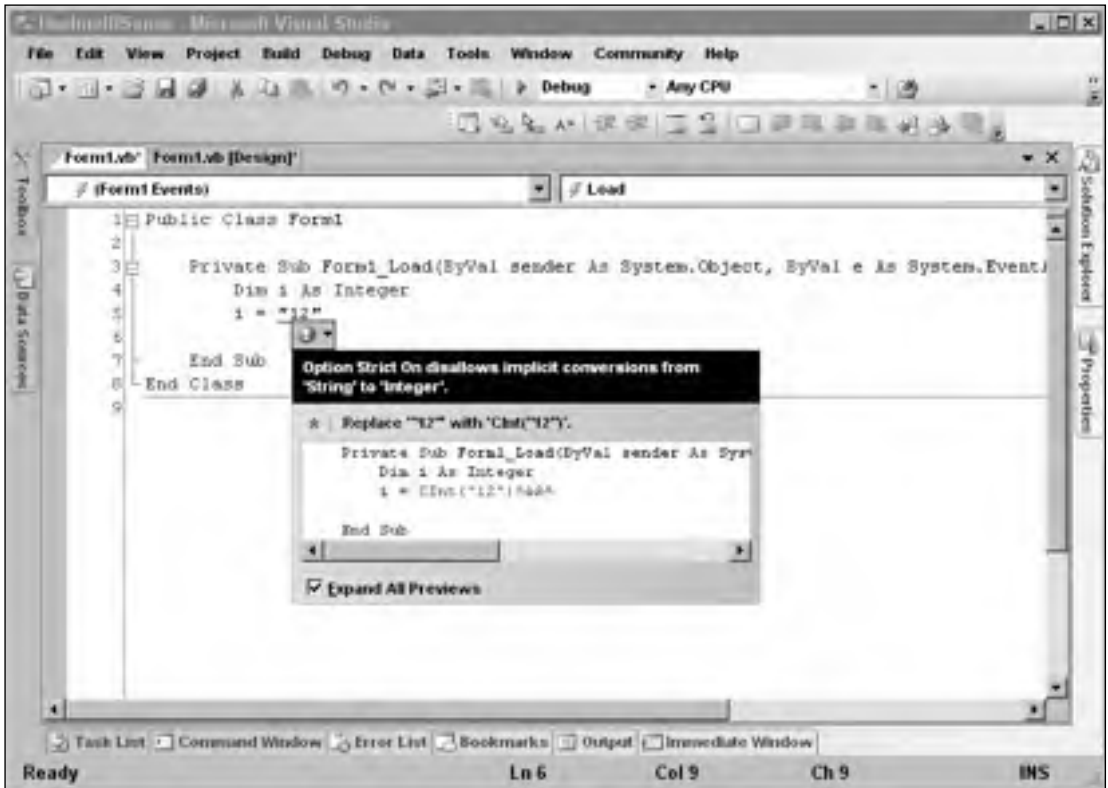 Microsoft Visual Studio
File Edit View Project Build Debug Data Tools Window Community Help
Debug Any CPU
Form1.vb* Form1.vb [Design]*
(Form1 Events) Load
Toolbox
Data Sources
Solution Explorer
Properties
1 Public Class Form1
2
3 Private Sub Form1_Load(ByVal sender As System.Object, ByVal e As System.Event
4 Dim i As Integer
5 i = "12"
6
7 End Sub
8 End Class
9
Option Strict On disallows implicit conversions from
'String' to 'Integer'.
Replace '"12"' with 'CInt("12")'.
Private Sub Form1_Load(ByVal sender As Sys
Dim i As Integer
i = CInt("12")
End Sub
Expand All Previews
Task List Command Window Error List Bookmarks Output Immediate Window
Ready Ln 6 Col 9 Ch 9 INS